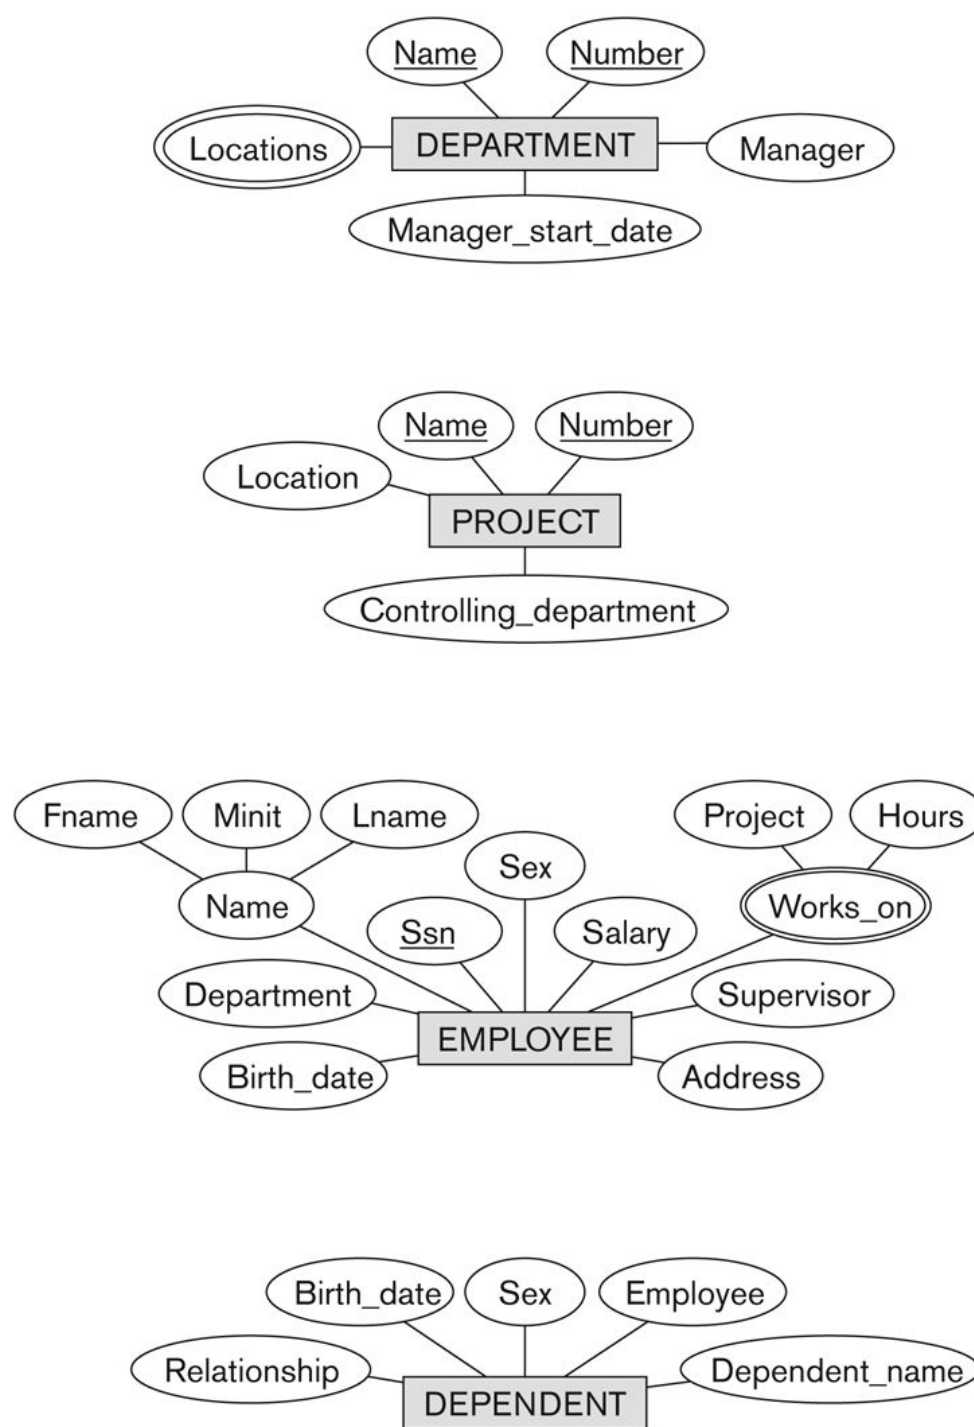 Name Number
Locations DEPARTMENT Manager
Manager_start_date
Name Number
Location
PROJECT
Controlling_department
Fname Minit Lname Project Hours
Sex
Name Works_on
Ssn Salary
Department Supervisor
EMPLOYEE
Birth_date Address
Birth_date Sex Employee
Relationship Dependent_name
DEPENDENT